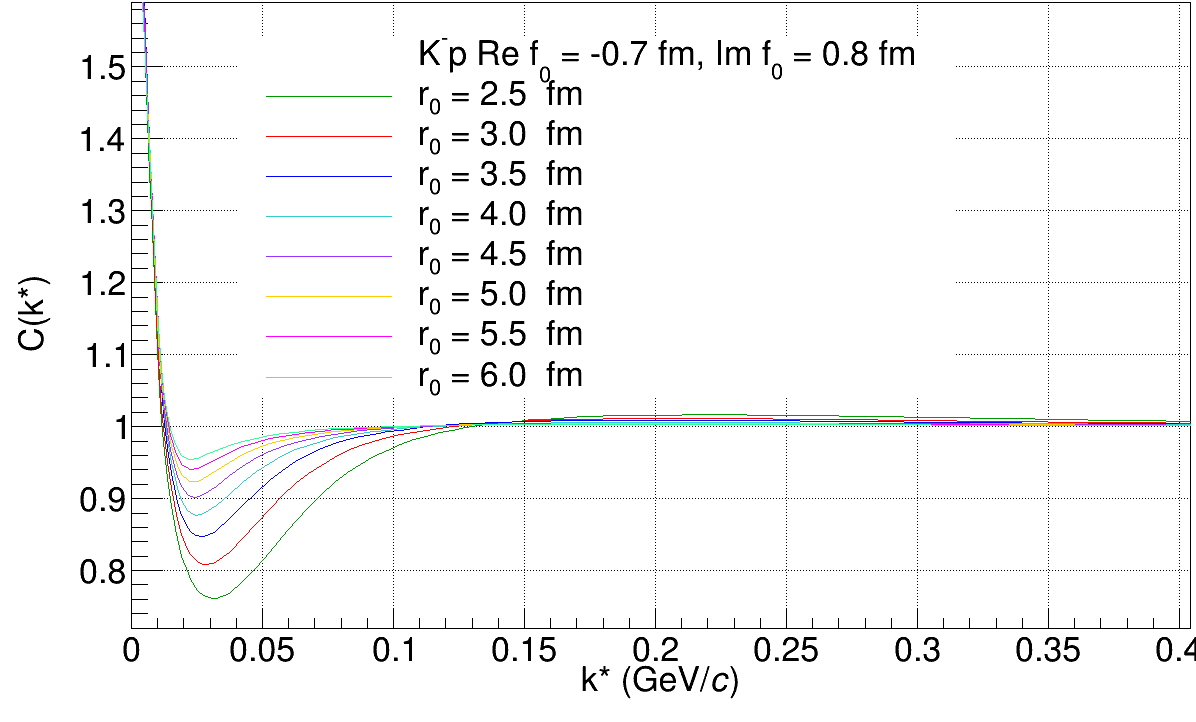 K⁻p Re f₀ = -0.7 fm, Im f₀ = 0.8 fm
r₀ = 2.5 fm
r₀ = 3.0 fm
r₀ = 3.5 fm
r₀ = 4.0 fm
r₀ = 4.5 fm
r₀ = 5.0 fm
r₀ = 5.5 fm
r₀ = 6.0 fm
C(k*)
1.5
1.4
1.3
1.2
1.1
1
0.9
0.8
0 0.05 0.1 0.15 0.2 0.25 0.3 0.35 0.4
k* (GeV/c)